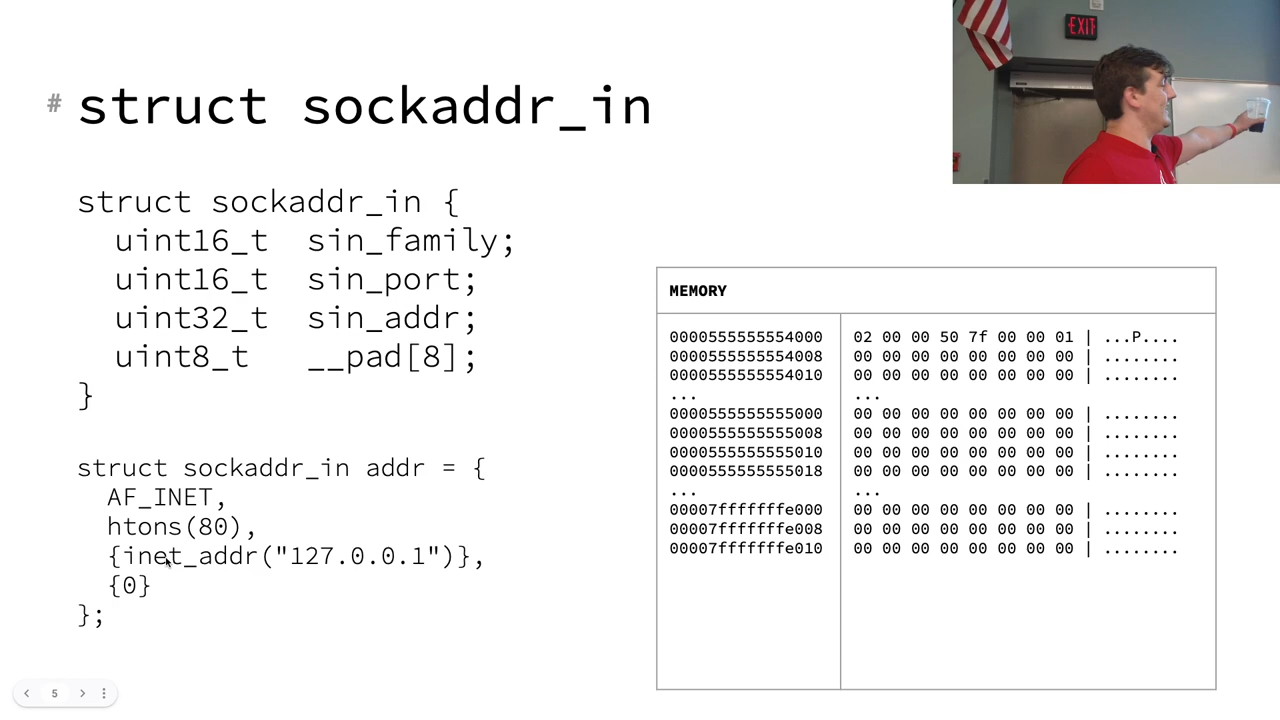 EXIT
# struct sockaddr_in
struct sockaddr_in {
uint16_t sin_family;
uint16_t sin_port;
uint32_t sin_addr;
uint8_t __pad[8];
}
struct sockaddr_in addr = {
AF_INET,
htons(80),
{inet_addr("127.0.0.1")},
{0}
};
MEMORY
0000555555554000 02 00 00 50 7f 00 00 01 | ...P....
0000555555554008 00 00 00 00 00 00 00 00 | ........
0000555555554010 00 00 00 00 00 00 00 00 | ........
... ...
0000555555555000 00 00 00 00 00 00 00 00 | ........
0000555555555008 00 00 00 00 00 00 00 00 | ........
0000555555555010 00 00 00 00 00 00 00 00 | ........
0000555555555018 00 00 00 00 00 00 00 00 | ........
... ...
00007fffffffe000 00 00 00 00 00 00 00 00 | ........
00007fffffffe008 00 00 00 00 00 00 00 00 | ........
00007fffffffe010 00 00 00 00 00 00 00 00 | ........
5